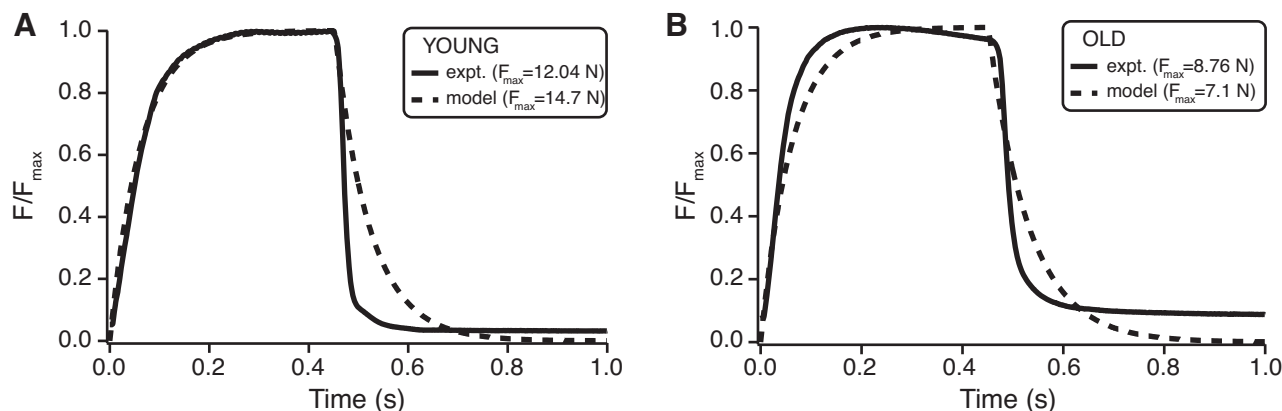 A
F/Fmax
1.0
0.8
0.6
0.4
0.2
0.0
YOUNG
expt. (Fmax=12.04 N)
model (Fmax=14.7 N)
0.0 0.2 0.4 0.6 0.8 1.0
Time (s)
B
F/Fmax
1.0
0.8
0.6
0.4
0.2
0.0
OLD
expt. (Fmax=8.76 N)
model (Fmax=7.1 N)
0.0 0.2 0.4 0.6 0.8 1.0
Time (s)